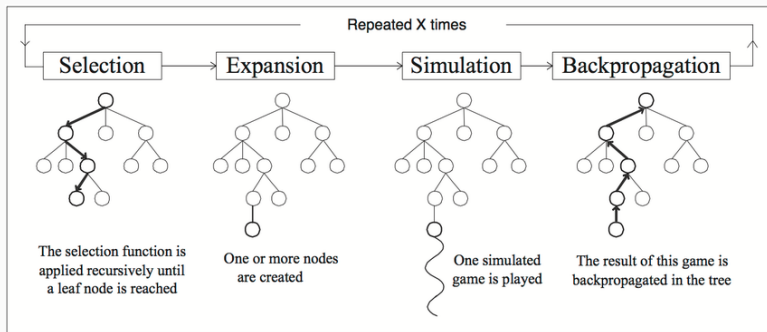 Repeated X times
Selection
Expansion
Simulation
Backpropagation
The selection function is
applied recursively until
a leaf node is reached
One or more nodes
are created
One simulated
game is played
The result of this game is
backpropagated in the tree